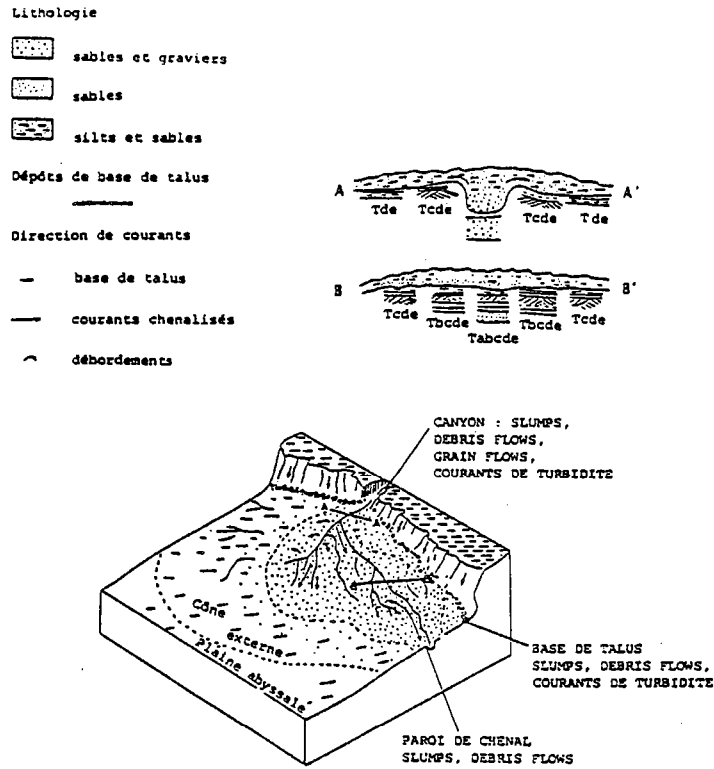 Lithologie
sables et graviers
sables
silts et sables
Dépôts de base de talus
Direction de courants
base de talus
courants chenalisés
débordements
A A'
Tde Tcde Tcde Tde
B B'
Tcde Tbcde Tabcde Tbcde Tcde
CANYON : SLUMPS,
DEBRIS FLOWS,
GRAIN FLOWS,
COURANTS DE TURBIDITE
A A'
B B'
Cône
externe
Plaine abyssale
BASE DE TALUS
SLUMPS, DEBRIS FLOWS,
COURANTS DE TURBIDITE
PAROI DE CHENAL
SLUMPS, DEBRIS FLOWS